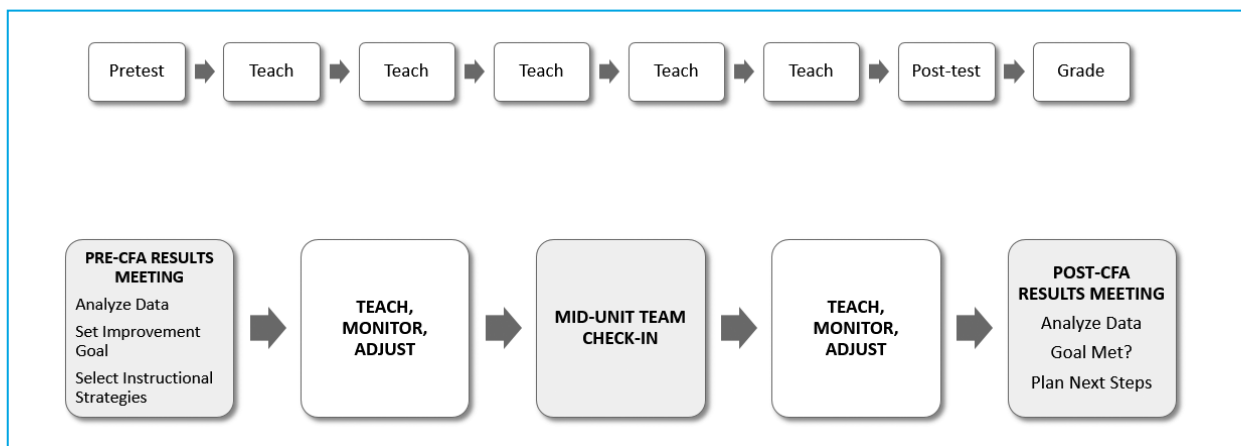 Pretest
Teach
Teach
Teach
Teach
Teach
Post-test
Grade
PRE-CFA RESULTS
MEETING
Analyze Data
Set Improvement
Goal
Select Instructional
Strategies
TEACH,
MONITOR,
ADJUST
MID-UNIT TEAM
CHECK-IN
TEACH,
MONITOR,
ADJUST
POST-CFA
RESULTS MEETING
Analyze Data
Goal Met?
Plan Next Steps